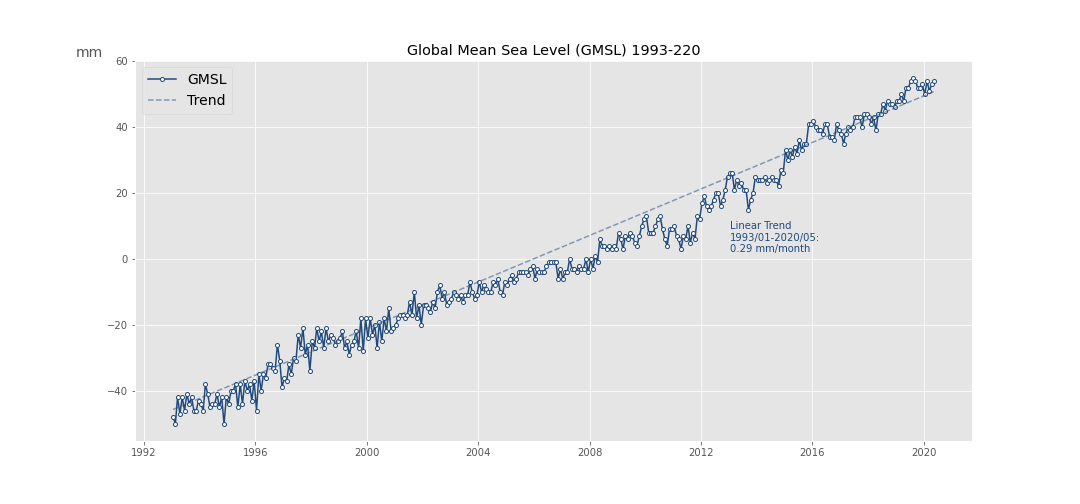 Global Mean Sea Level (GMSL) 1993-220
mm
GMSL
Trend
60
40
20
0
−20
−40
Linear Trend
1993/01-2020/05:
0.29 mm/month
1992 1996 2000 2004 2008 2012 2016 2020